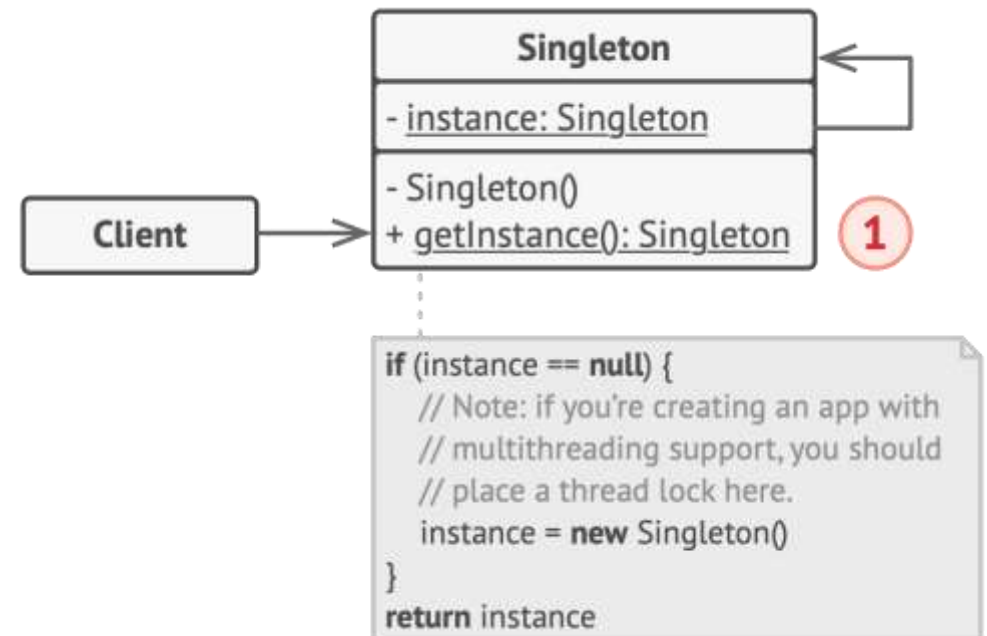 Singleton
- instance: Singleton
- Singleton()
+ getInstance(): Singleton
1
Client
if (instance == null) {
// Note: if you're creating an app with
// multithreading support, you should
// place a thread lock here.
instance = new Singleton()
}
return instance